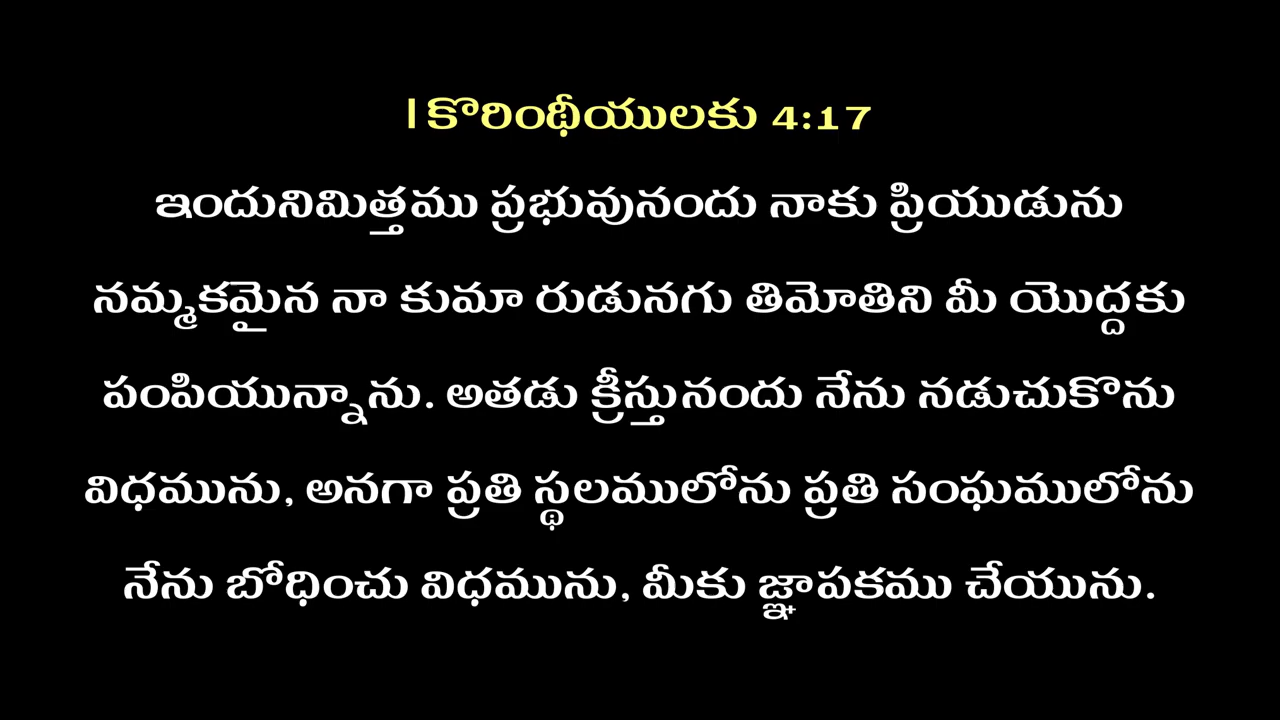 I కొరింథీయులకు 4:17
ఇందునిమిత్తము ప్రభువునందు నాకు ప్రియుడును
నమ్మకమైన నా కుమా రుడునగు తిమోతిని మీ యొద్దకు
పంపియున్నాను. అతడు క్రీస్తునందు నేను నడుచుకొను
విధమును, అనగా ప్రతి స్థలములోను ప్రతి సంఘములోను
నేను బోధించు విధమును, మీకు జ్ఞాపకము చేయును.